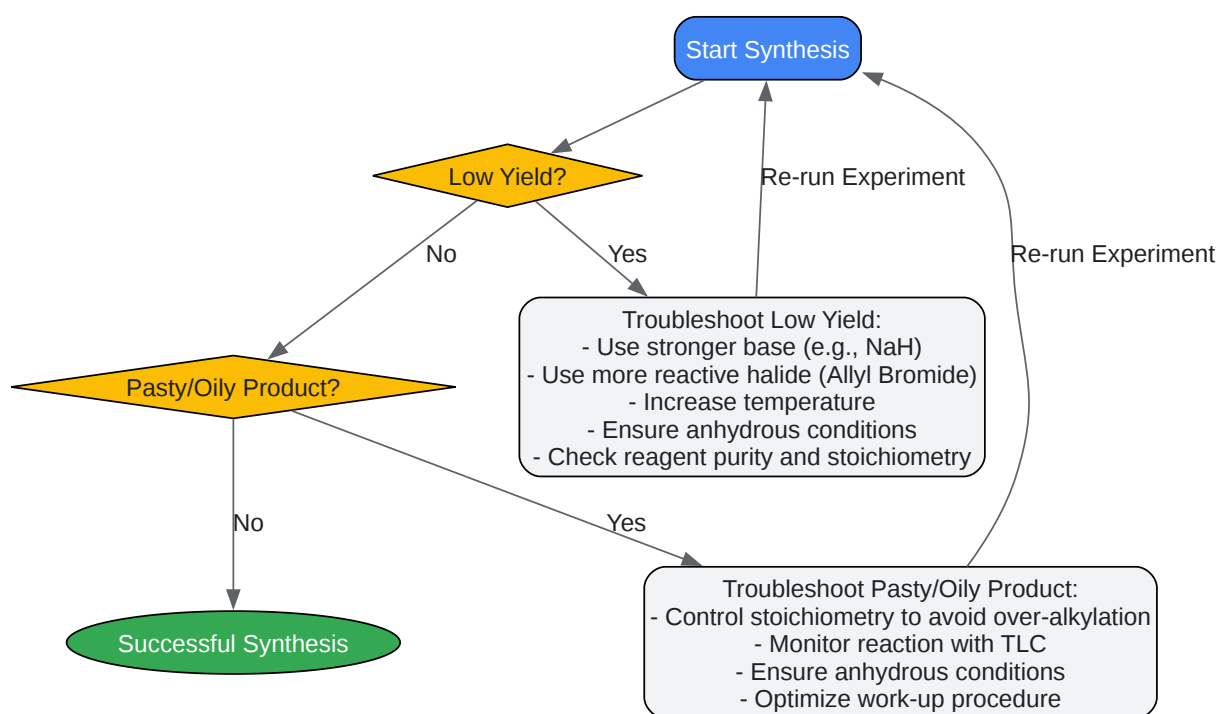 Start Synthesis
Low Yield?
Re-run Experiment
Re-run Experiment
No
Yes
Troubleshoot Low Yield:
- Use stronger base (e.g., NaH)
- Use more reactive halide (Allyl Bromide)
- Increase temperature
- Ensure anhydrous conditions
- Check reagent purity and stoichiometry
Pasty/Oily Product?
No
Yes
Successful Synthesis
Troubleshoot Pasty/Oily Product:
- Control stoichiometry to avoid over-alkylation
- Monitor reaction with TLC
- Ensure anhydrous conditions
- Optimize work-up procedure